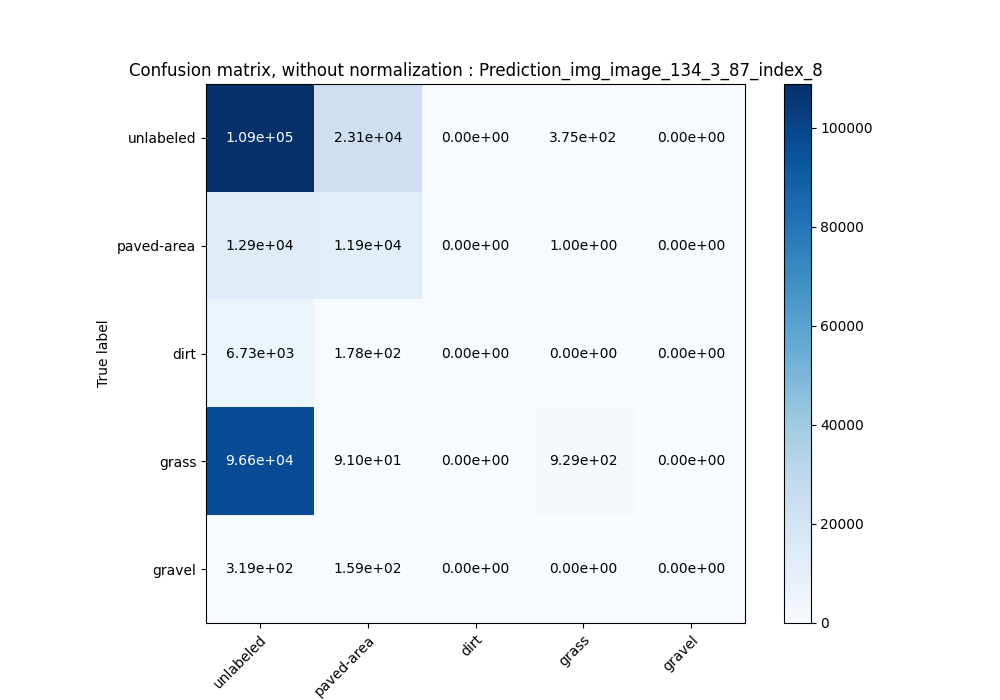 Confusion matrix, without normalization : Prediction_img_image_134_3_87_index_8
unlabeled 1.09e+05 2.31e+04 0.00e+00 3.75e+02 0.00e+00
paved-area 1.29e+04 1.19e+04 0.00e+00 1.00e+00 0.00e+00
dirt 6.73e+03 1.78e+02 0.00e+00 0.00e+00 0.00e+00
grass 9.66e+04 9.10e+01 0.00e+00 9.29e+02 0.00e+00
gravel 3.19e+02 1.59e+02 0.00e+00 0.00e+00 0.00e+00
True label
unlabeled paved-area dirt grass gravel
100000
80000
60000
40000
20000
0